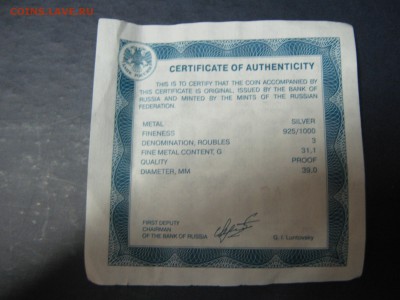 COINS.LAVE.RU
CERTIFICATE OF AUTHENTICITY
THIS IS TO CERTIFY THAT THE COIN ACCOMPANIED BY
THIS CERTIFICATE IS ORIGINAL, ISSUED BY THE BANK OF
RUSSIA AND MINTED BY THE MINTS OF THE RUSSIAN
FEDERATION.
METAL SILVER
FINENESS 925/1000
DENOMINATION, ROUBLES 3
FINE METAL CONTENT, G 31,1
QUALITY PROOF
DIAMETER, MM 39,0
FIRST DEPUTY
CHAIRMAN
OF THE BANK OF RUSSIA G. I. Luntovsky